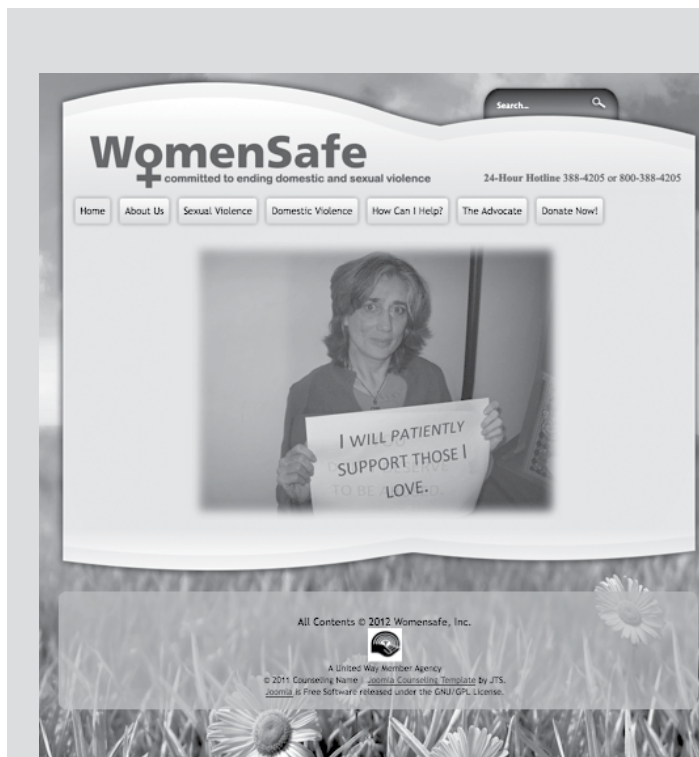 Search...
WomenSafe
committed to ending domestic and sexual violence
24-Hour Hotline 388-4205 or 800-388-4205
Home About Us Sexual Violence Domestic Violence How Can I Help? The Advocate Donate Now!
I WILL PATIENTLY
SUPPORT THOSE I
LOVE.
All Contents © 2012 Womensafe, Inc.
A United Way Member Agency
© 2011 Counseling Name | Joomla Counseling Template by JTS.
Joomla is Free Software released under the GNU/GPL License.